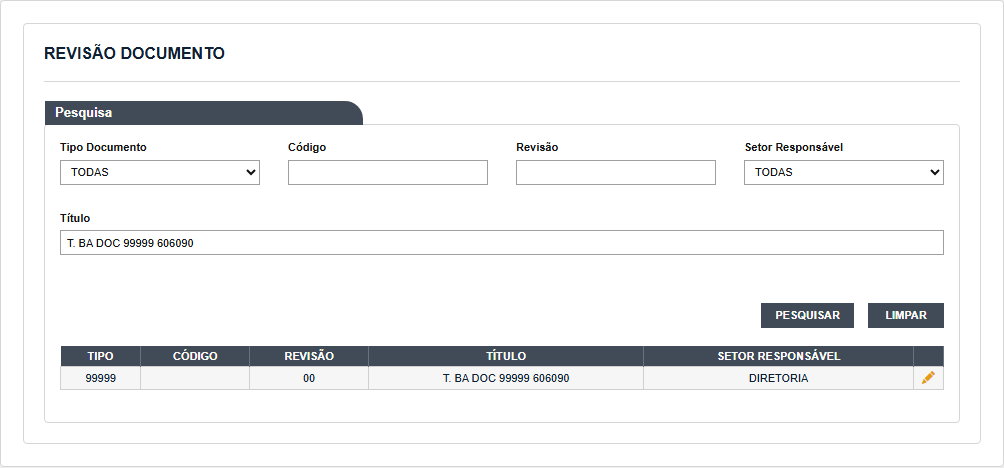 REVISÃO DOCUMENTO
Pesquisa
Tipo Documento Código Revisão Setor Responsável
TODAS TODAS
Título
T. BA DOC 99999 606090
PESQUISAR LIMPAR
TIPO CÓDIGO REVISÃO TÍTULO SETOR RESPONSÁVEL
99999 00 T. BA DOC 99999 606090 DIRETORIA